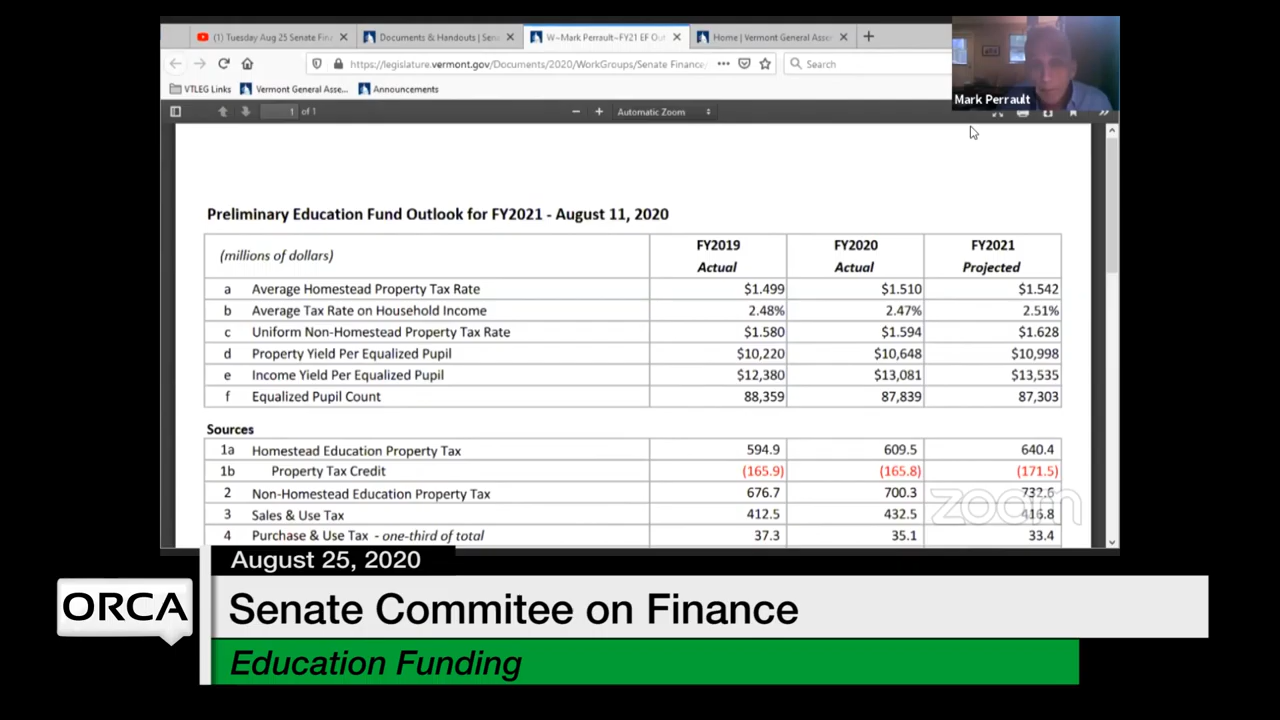 (1) Tuesday Aug 25 Senate Fin
Documents & Handouts | Sen
W~Mark Perrault~FY21 EF Ou
Home | Vermont General Asse
https://legislature.vermont.gov/Documents/2020/WorkGroups/Senate Finance/
Search
VTLEG Links
Vermont General Asse...
Announcements
Mark Perrault
1 of 1
Automatic Zoom
Preliminary Education Fund Outlook for FY2021 - August 11, 2020
(millions of dollars) FY2019 Actual FY2020 Actual FY2021 Projected
a Average Homestead Property Tax Rate $1.499 $1.510 $1.542
b Average Tax Rate on Household Income 2.48% 2.47% 2.51%
c Uniform Non-Homestead Property Tax Rate $1.580 $1.594 $1.628
d Property Yield Per Equalized Pupil $10,220 $10,648 $10,998
e Income Yield Per Equalized Pupil $12,380 $13,081 $13,535
f Equalized Pupil Count 88,359 87,839 87,303
Sources
1a Homestead Education Property Tax 594.9 609.5 640.4
1b Property Tax Credit (165.9) (165.8) (171.5)
2 Non-Homestead Education Property Tax 676.7 700.3 732.6
3 Sales & Use Tax 412.5 432.5 416.8
4 Purchase & Use Tax - one-third of total 37.3 35.1 33.4
zoom
August 25, 2020
ORCA
Senate Commitee on Finance
Education Funding